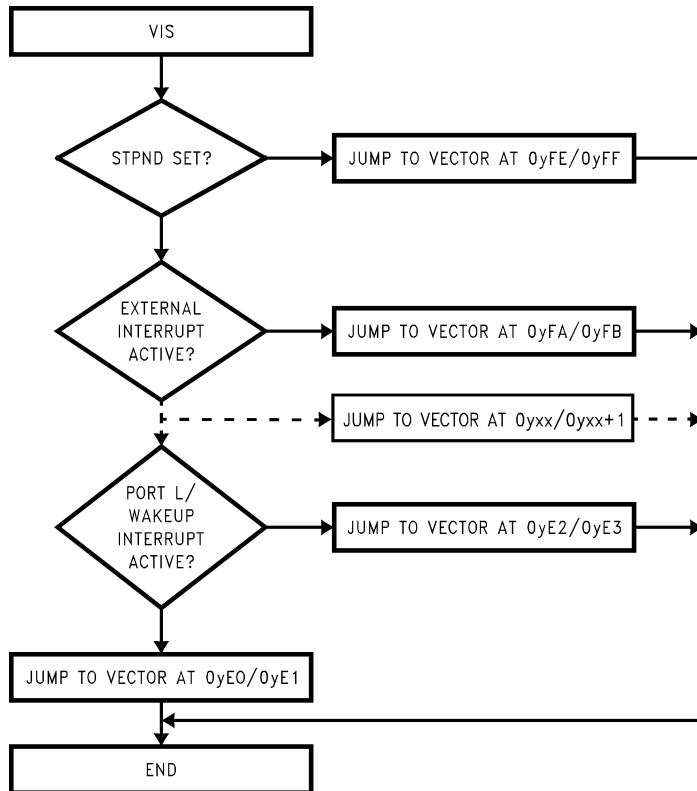 VIS
STPND SET?
JUMP TO VECTOR AT 0yFE/0yFF
EXTERNAL
INTERRUPT
ACTIVE?
JUMP TO VECTOR AT 0yFA/0yFB
JUMP TO VECTOR AT 0yxx/0yxx+1
PORT L/
WAKEUP
INTERRUPT
ACTIVE?
JUMP TO VECTOR AT 0yE2/0yE3
JUMP TO VECTOR AT 0yE0/0yE1
END